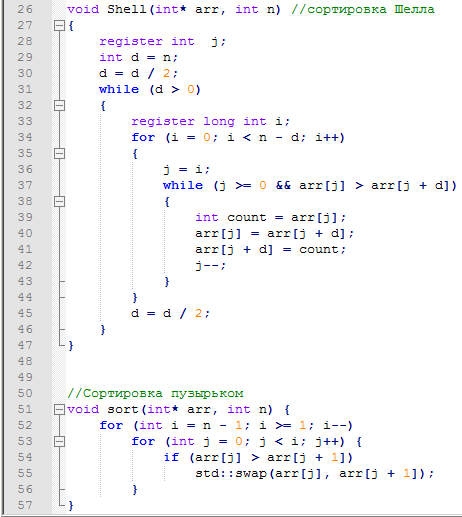 26 void Shell(int* arr, int n) //сортировка Шелла
27 {
28     register int  j;
29     int d = n;
30     d = d / 2;
31     while (d > 0)
32     {
33         register long int i;
34         for (i = 0; i < n - d; i++)
35         {
36             j = i;
37             while (j >= 0 && arr[j] > arr[j + d])
38             {
39                 int count = arr[j];
40                 arr[j] = arr[j + d];
41                 arr[j + d] = count;
42                 j--;
43             }
44         }
45         d = d / 2;
46     }
47 }
48
49
50 //Сортировка пузырьком
51 void sort(int* arr, int n) {
52     for (int i = n - 1; i >= 1; i--)
53         for (int j = 0; j < i; j++) {
54             if (arr[j] > arr[j + 1])
55                 std::swap(arr[j], arr[j + 1]);
56         }
57 }